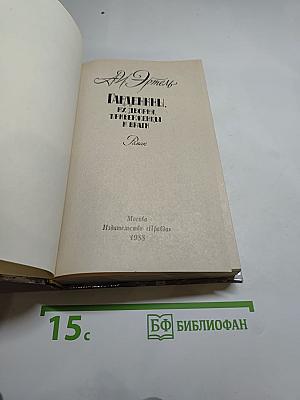 А. И. Эртель
ГАРДЕНИНЫ,
ИХ ДВОРНЯ,
ПРИВЕРЖЕНЦЫ
И ВРАГИ
Роман
Москва
Издательство «Правда»
1988
15с
БФ БИБЛИОФАН